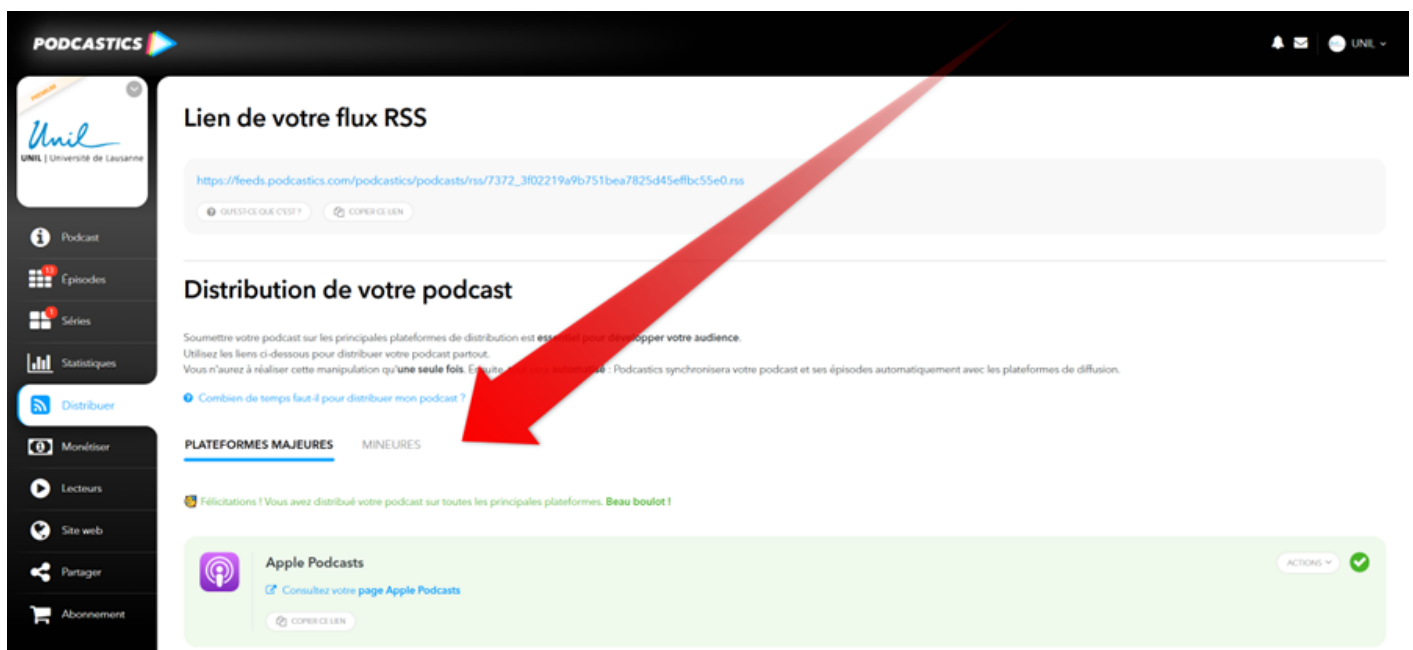 PODCASTICS
UNIL
PREMIUM
Unil
UNIL | Université de Lausanne
Podcast
13
Épisodes
1
Séries
Statistiques
Distribuer
Monétiser
Lecteurs
Site web
Partager
Abonnement
Lien de votre flux RSS
https://feeds.podcastics.com/podcastics/podcasts/rss/7372_3f02219a9b751bea7825d45effbc55e0.rss
QU'EST-CE QUE C'EST ?
COPIER CE LIEN
Distribution de votre podcast
Soumettre votre podcast sur les principales plateformes de distribution est essentiel pour développer votre audience.
Utilisez les liens ci-dessous pour distribuer votre podcast partout.
Vous n'aurez à réaliser cette manipulation qu'une seule fois. Ensuite, automatisé : Podcastics synchronisera votre podcast et ses épisodes automatiquement avec les plateformes de diffusion.
Combien de temps faut-il pour distribuer mon podcast ?
PLATEFORMES MAJEURES
MINEURES
Félicitations ! Vous avez distribué votre podcast sur toutes les principales plateformes. Beau boulot !
Apple Podcasts
ACTIONS
Consultez votre page Apple Podcasts
COPIER CE LIEN